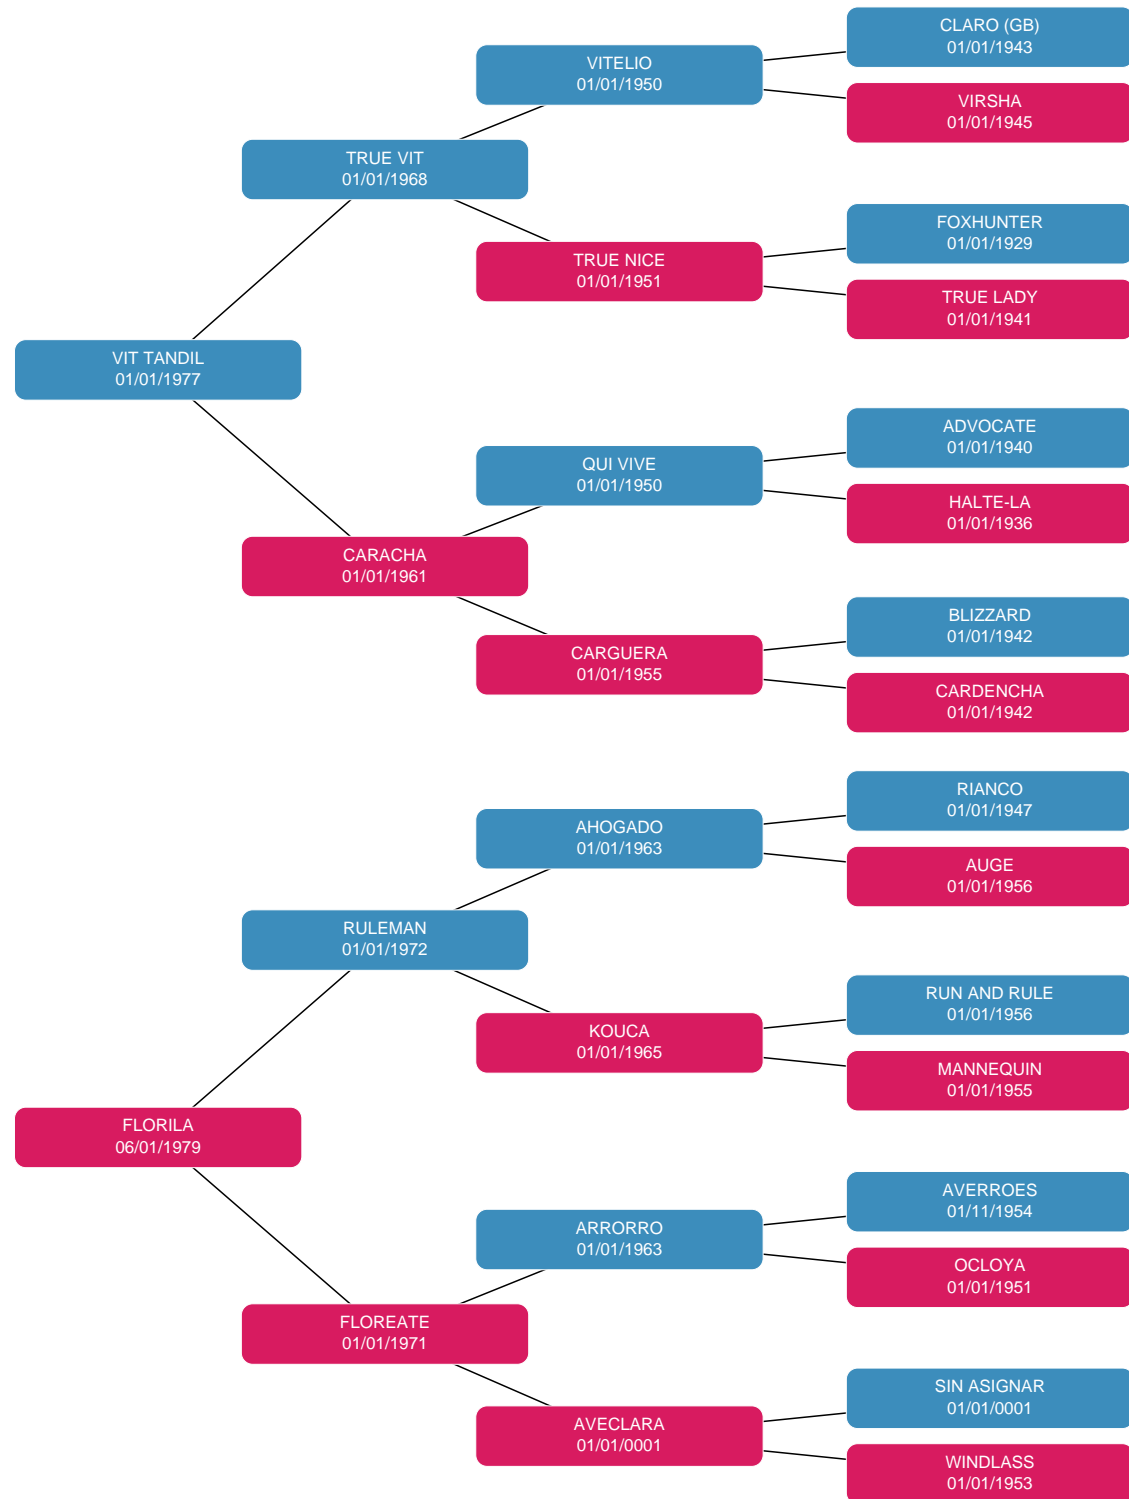 CLARO (GB)
01/01/1943
VITELIO
01/01/1950
VIRSHA
01/01/1945
TRUE VIT
01/01/1968
FOXHUNTER
01/01/1929
TRUE NICE
01/01/1951
TRUE LADY
01/01/1941
VIT TANDIL
01/01/1977
ADVOCATE
01/01/1940
QUI VIVE
01/01/1950
HALTE-LA
01/01/1936
CARACHA
01/01/1961
BLIZZARD
01/01/1942
CARGUERA
01/01/1955
CARDENCHA
01/01/1942
RIANCO
01/01/1947
AHOGADO
01/01/1963
AUGE
01/01/1956
RULEMAN
01/01/1972
RUN AND RULE
01/01/1956
KOUCA
01/01/1965
MANNEQUIN
01/01/1955
FLORILA
06/01/1979
AVERROES
01/11/1954
ARRORRO
01/01/1963
OCLOYA
01/01/1951
FLOREATE
01/01/1971
SIN ASIGNAR
01/01/0001
AVECLARA
01/01/0001
WINDLASS
01/01/1953